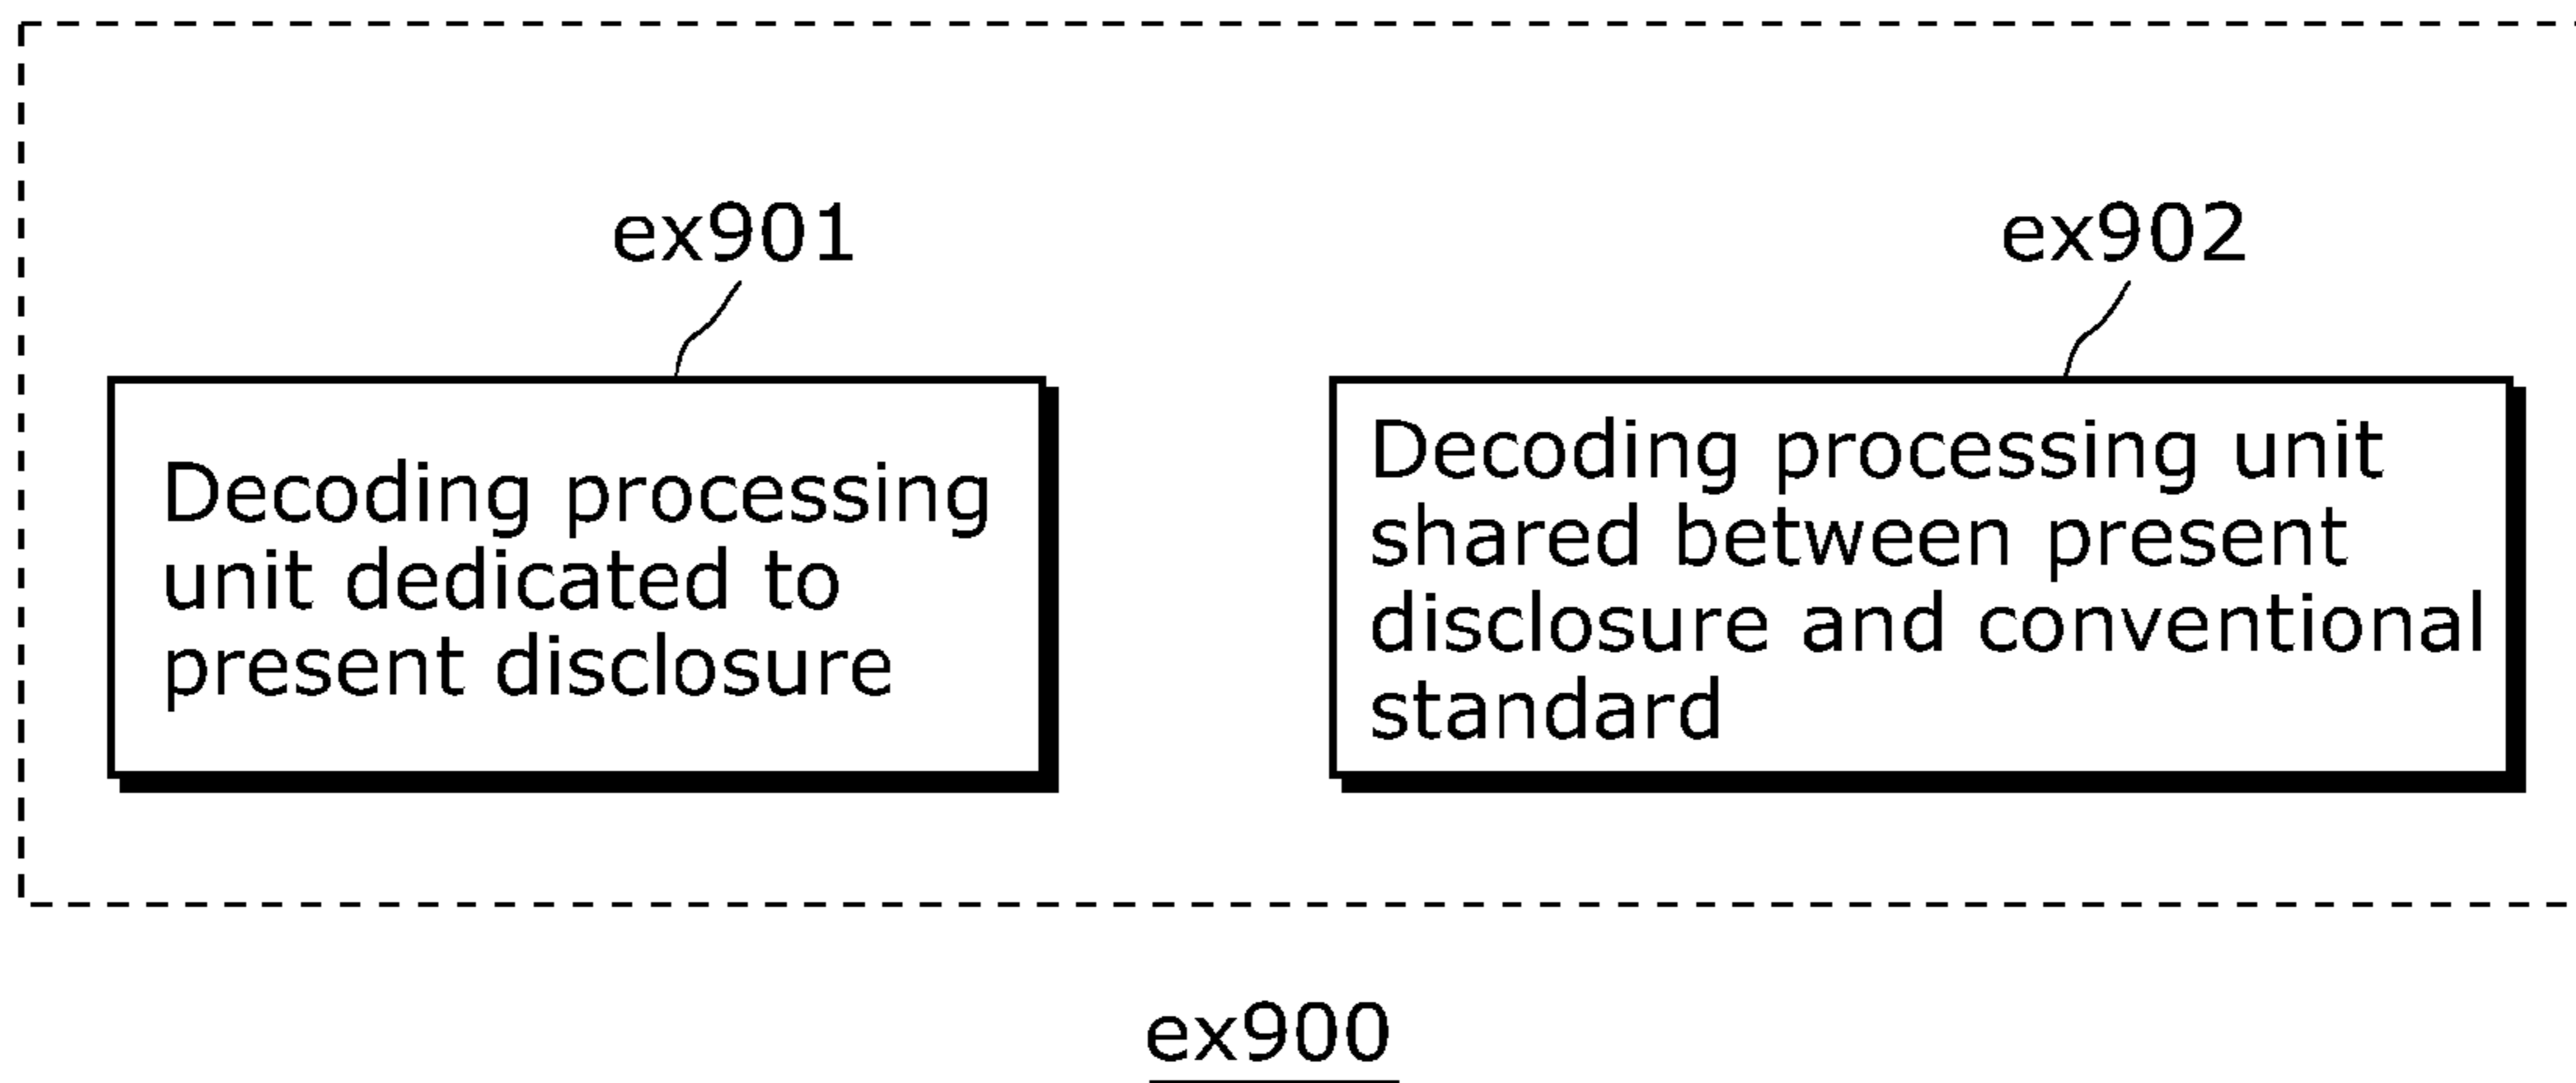 ex901
Decoding processing
unit dedicated to
present disclosure
ex902
Decoding processing unit
shared between present
disclosure and conventional
standard
ex900